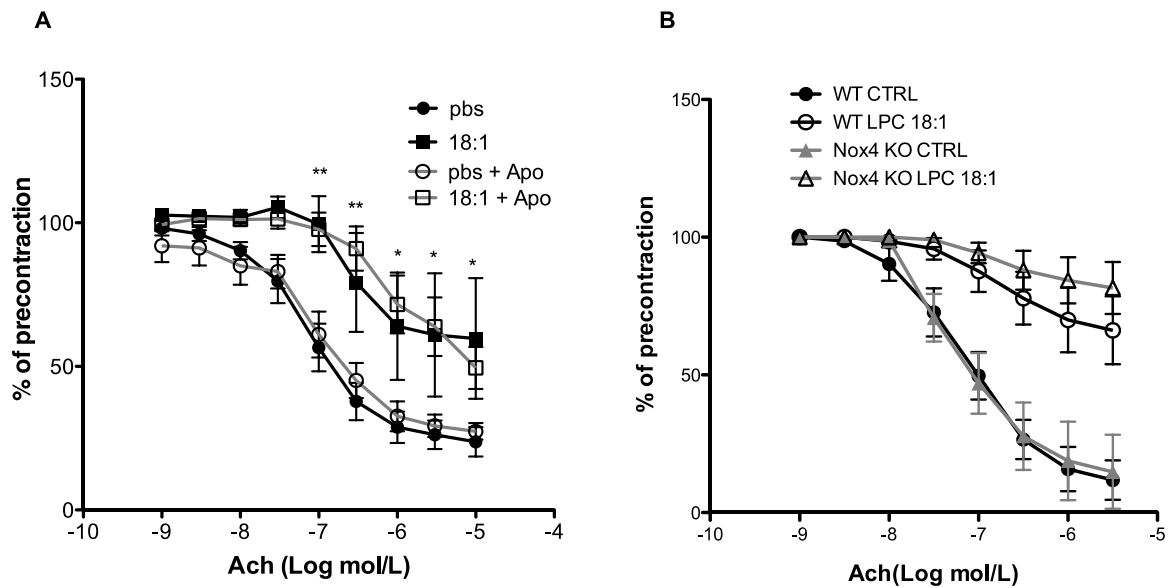 A
% of precontraction
150
100
50
0
pbs
18:1
pbs + Apo
18:1 + Apo
**
**
*
*
*
-10 -9 -8 -7 -6 -5 -4
Ach (Log mol/L)
B
% of precontraction
150
100
50
0
WT CTRL
WT LPC 18:1
Nox4 KO CTRL
Nox4 KO LPC 18:1
-10 -9 -8 -7 -6 -5
Ach(Log mol/L)